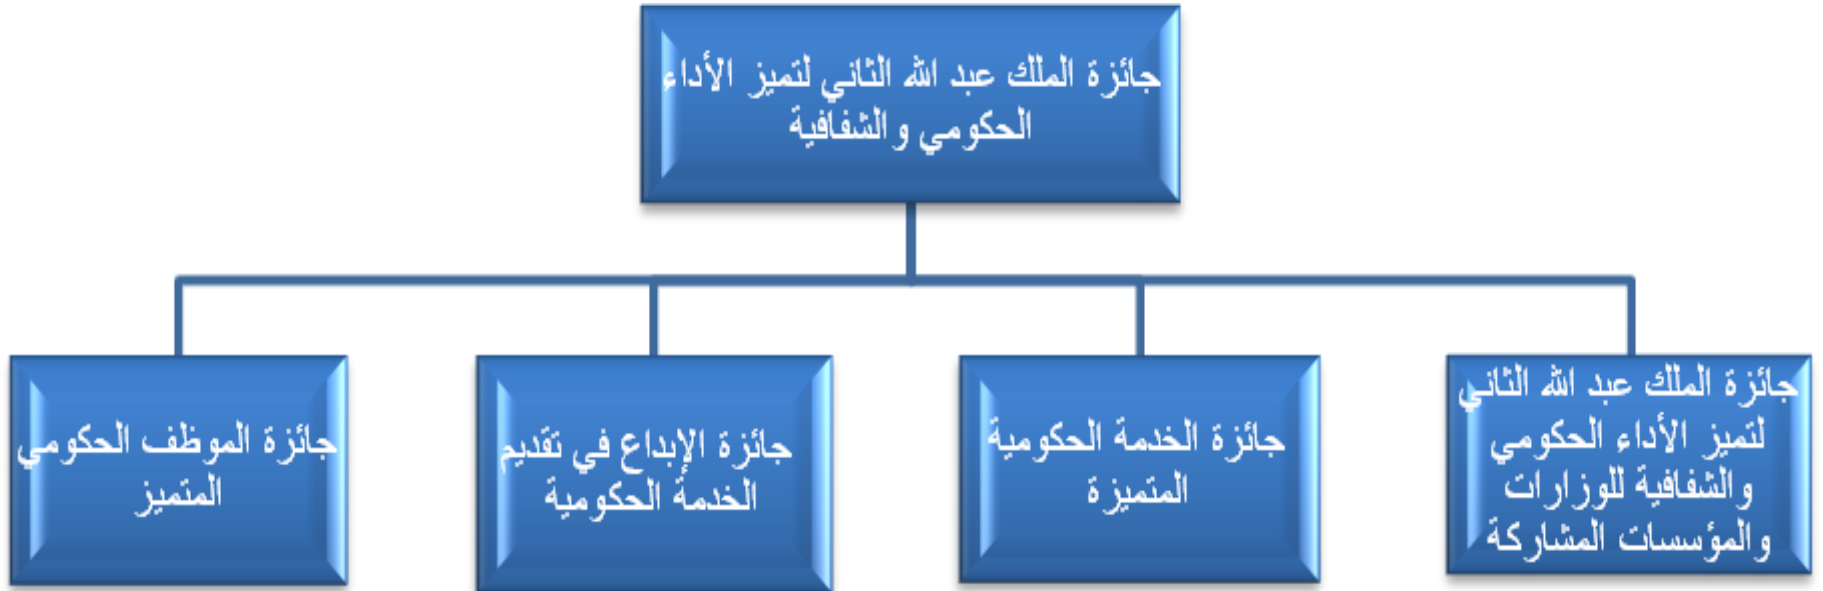 جائزة الملك عبد الله الثاني لتميز الأداء
الحكومي والشفافية
جائزة الملك عبد الله الثاني
لتميز الأداء الحكومي
والشفافية للوزارات
والمؤسسات المشاركة
جائزة الخدمة الحكومية
المتميزة
جائزة الإبداع في تقديم
الخدمة الحكومية
جائزة الموظف الحكومي
المتميز